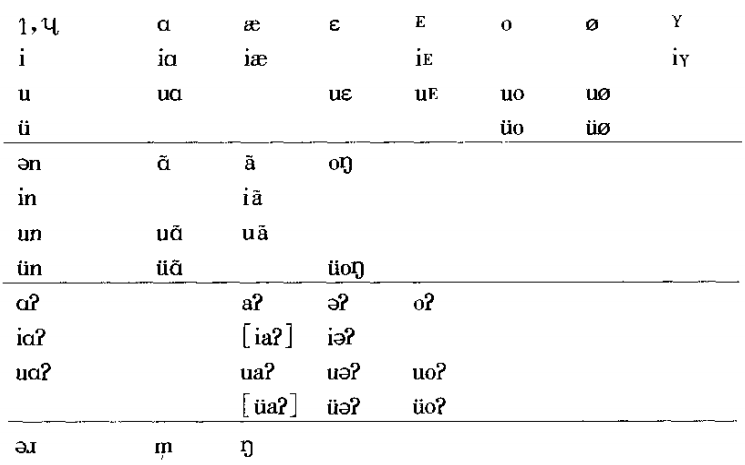 ɿ,ʮ ɑ æ ɛ ᴇ o ø ʏ
i iɑ iæ iᴇ iʏ
u uɑ uɛ uᴇ uo uø
ü üo üø
ən ɑ̃ ã oŋ
in iã
un uɑ̃ uã
ün üɑ̃ üoŋ
ɑʔ aʔ əʔ oʔ
iɑʔ [iaʔ] iəʔ
uɑʔ uaʔ uəʔ uoʔ
[üaʔ] üəʔ üoʔ
əɹ m̩ ŋ